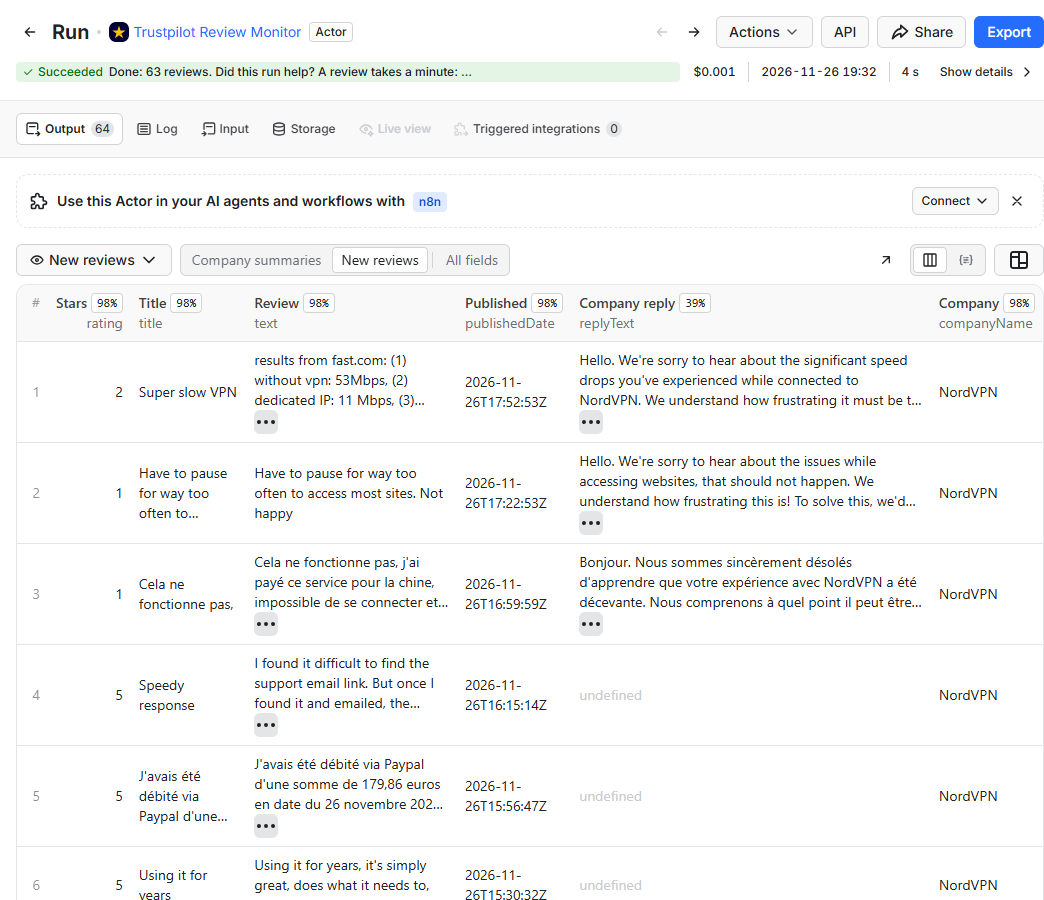 Run
Trustpilot Review Monitor
Actor
Actions
API
Share
Export
Succeeded Done: 63 reviews. Did this run help? A review takes a minute: ...
$0.001
2026-11-26 19:32
4 s
Show details
Output 64
Log
Input
Storage
Live view
Triggered integrations 0
Use this Actor in your AI agents and workflows with n8n
Connect
New reviews
Company summaries
New reviews
All fields
# Stars 98% Title 98% Review 98% Published 98% Company reply 39% Company 98%
rating title text publishedDate replyText companyName
1
2
Super slow VPN
results from fast.com: (1)
without vpn: 53Mbps, (2)
dedicated IP: 11 Mbps, (3)...
2026-11-
26T17:52:53Z
Hello. We're sorry to hear about the significant speed
drops you've experienced while connected to
NordVPN. We understand how frustrating it must be t...
NordVPN
2
1
Have to pause
for way too
often to...
Have to pause for way too
often to access most sites. Not
happy
2026-11-
26T17:22:53Z
Hello. We're sorry to hear about the issues while
accessing websites, that should not happen. We
understand how frustrating this is! To solve this, we'd...
NordVPN
3
1
Cela ne
fonctionne pas,
Cela ne fonctionne pas, j'ai
payé ce service pour la chine,
impossible de se connecter et...
2026-11-
26T16:59:59Z
Bonjour. Nous sommes sincèrement désolés
d'apprendre que votre expérience avec NordVPN a été
décevante. Nous comprenons à quel point il peut être...
NordVPN
4
5
Speedy
response
I found it difficult to find the
support email link. But once I
found it and emailed, the...
2026-11-
26T16:15:14Z
undefined
NordVPN
5
5
J'avais été
débité via
Paypal d'une...
J'avais été débité via Paypal
d'une somme de 179,86 euros
en date du 26 novembre 202...
2026-11-
26T15:56:47Z
undefined
NordVPN
6
5
Using it for
years
Using it for years, it's simply
great, does what it needs to,
2026-11-
26T15:30:32Z
undefined
NordVPN